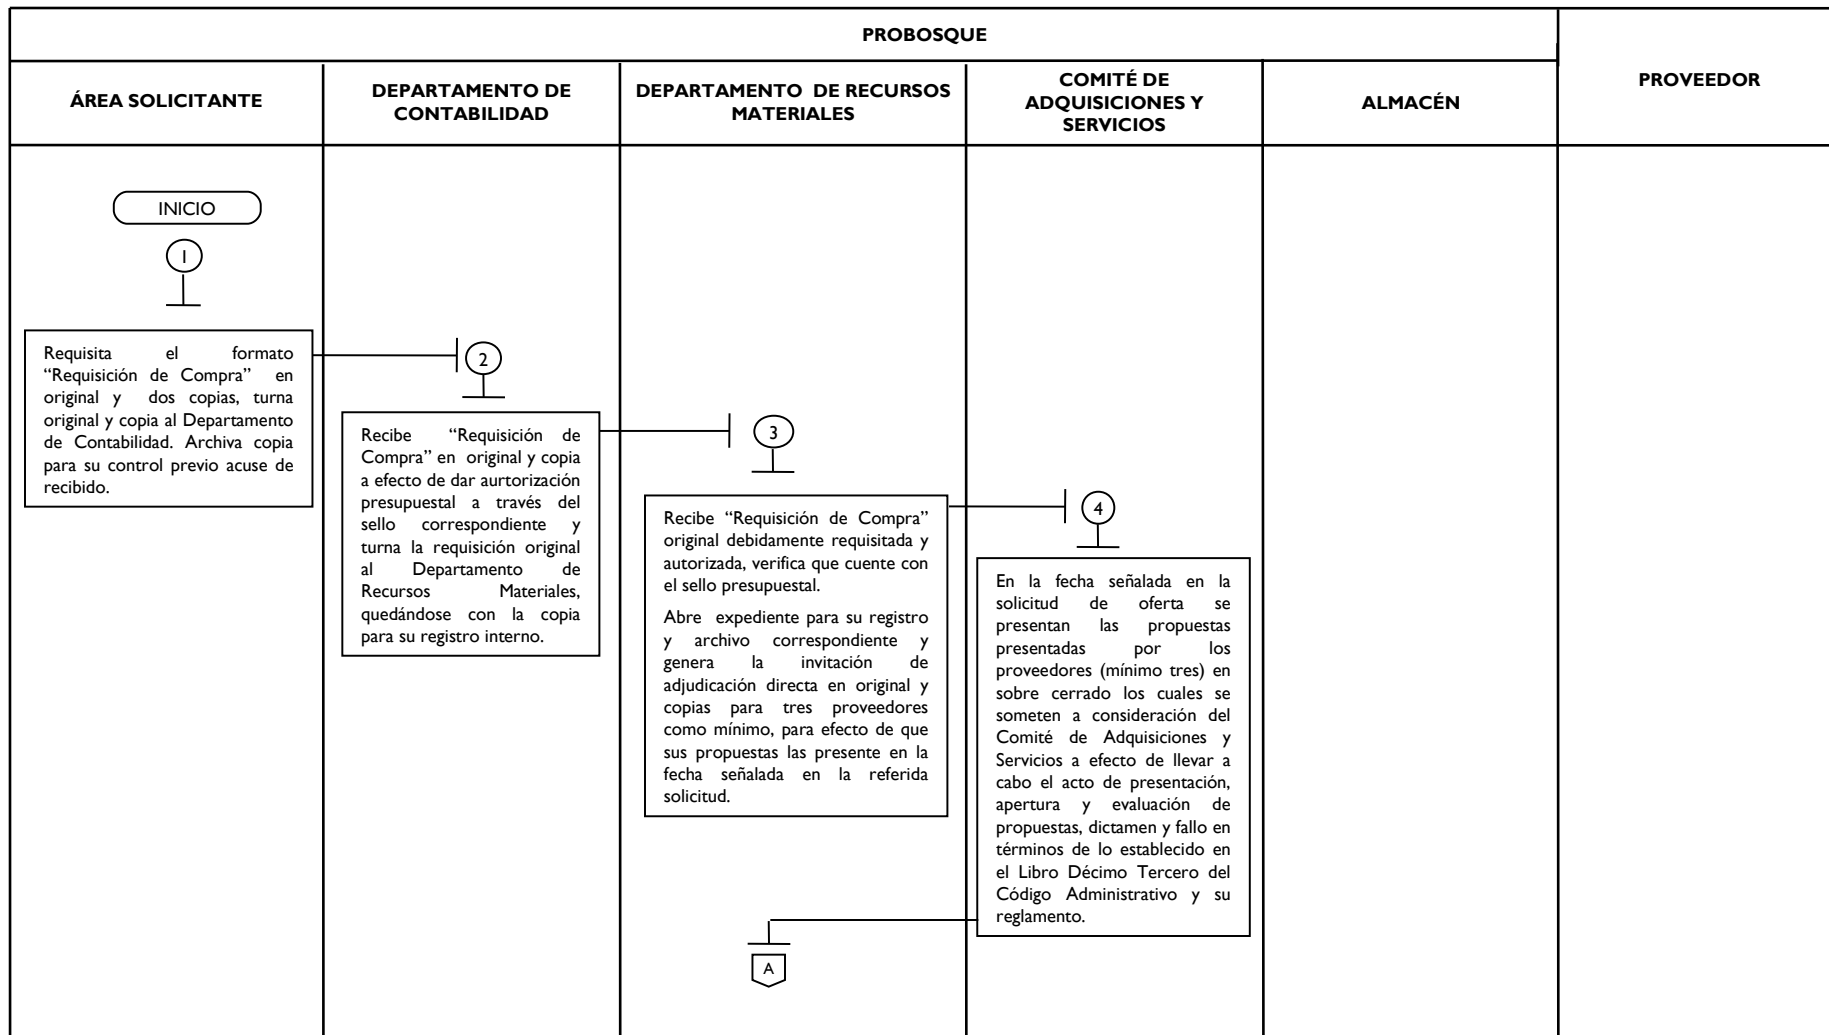 PROBOSQUE
PROVEEDOR
ÁREA SOLICITANTE
DEPARTAMENTO DE
CONTABILIDAD
DEPARTAMENTO DE RECURSOS
MATERIALES
COMITÉ DE
ADQUISICIONES Y
SERVICIOS
ALMACÉN
INICIO
1
Requisita el formato
“Requisición de Compra” en
original y dos copias, turna
original y copia al Departamento
de Contabilidad. Archiva copia
para su control previo acuse de
recibido.
2
Recibe “Requisición de
Compra” en original y copia
a efecto de dar aurtorización
presupuestal a través del
sello correspondiente y
turna la requisición original
al Departamento de
Recursos Materiales,
quedándose con la copia
para su registro interno.
3
Recibe “Requisición de Compra”
original debidamente requisitada y
autorizada, verifica que cuente con
el sello presupuestal.
Abre expediente para su registro
y archivo correspondiente y
genera la invitación de
adjudicación directa en original y
copias para tres proveedores
como mínimo, para efecto de que
sus propuestas las presente en la
fecha señalada en la referida
solicitud.
4
En la fecha señalada en la
solicitud de oferta se
presentan las propuestas
presentadas por los
proveedores (mínimo tres) en
sobre cerrado los cuales se
someten a consideración del
Comité de Adquisiciones y
Servicios a efecto de llevar a
cabo el acto de presentación,
apertura y evaluación de
propuestas, dictamen y fallo en
términos de lo establecido en
el Libro Décimo Tercero del
Código Administrativo y su
reglamento.
A